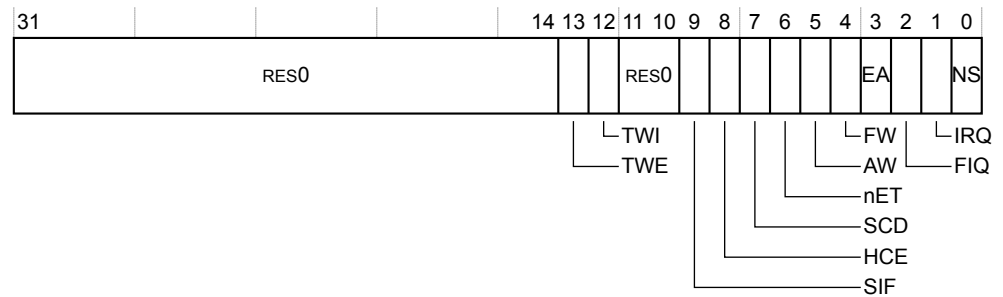 31 14 13 12 11 10 9 8 7 6 5 4 3 2 1 0
RES0 RES0 EA NS
TWI FW IRQ
TWE AW FIQ
nET
SCD
HCE
SIF